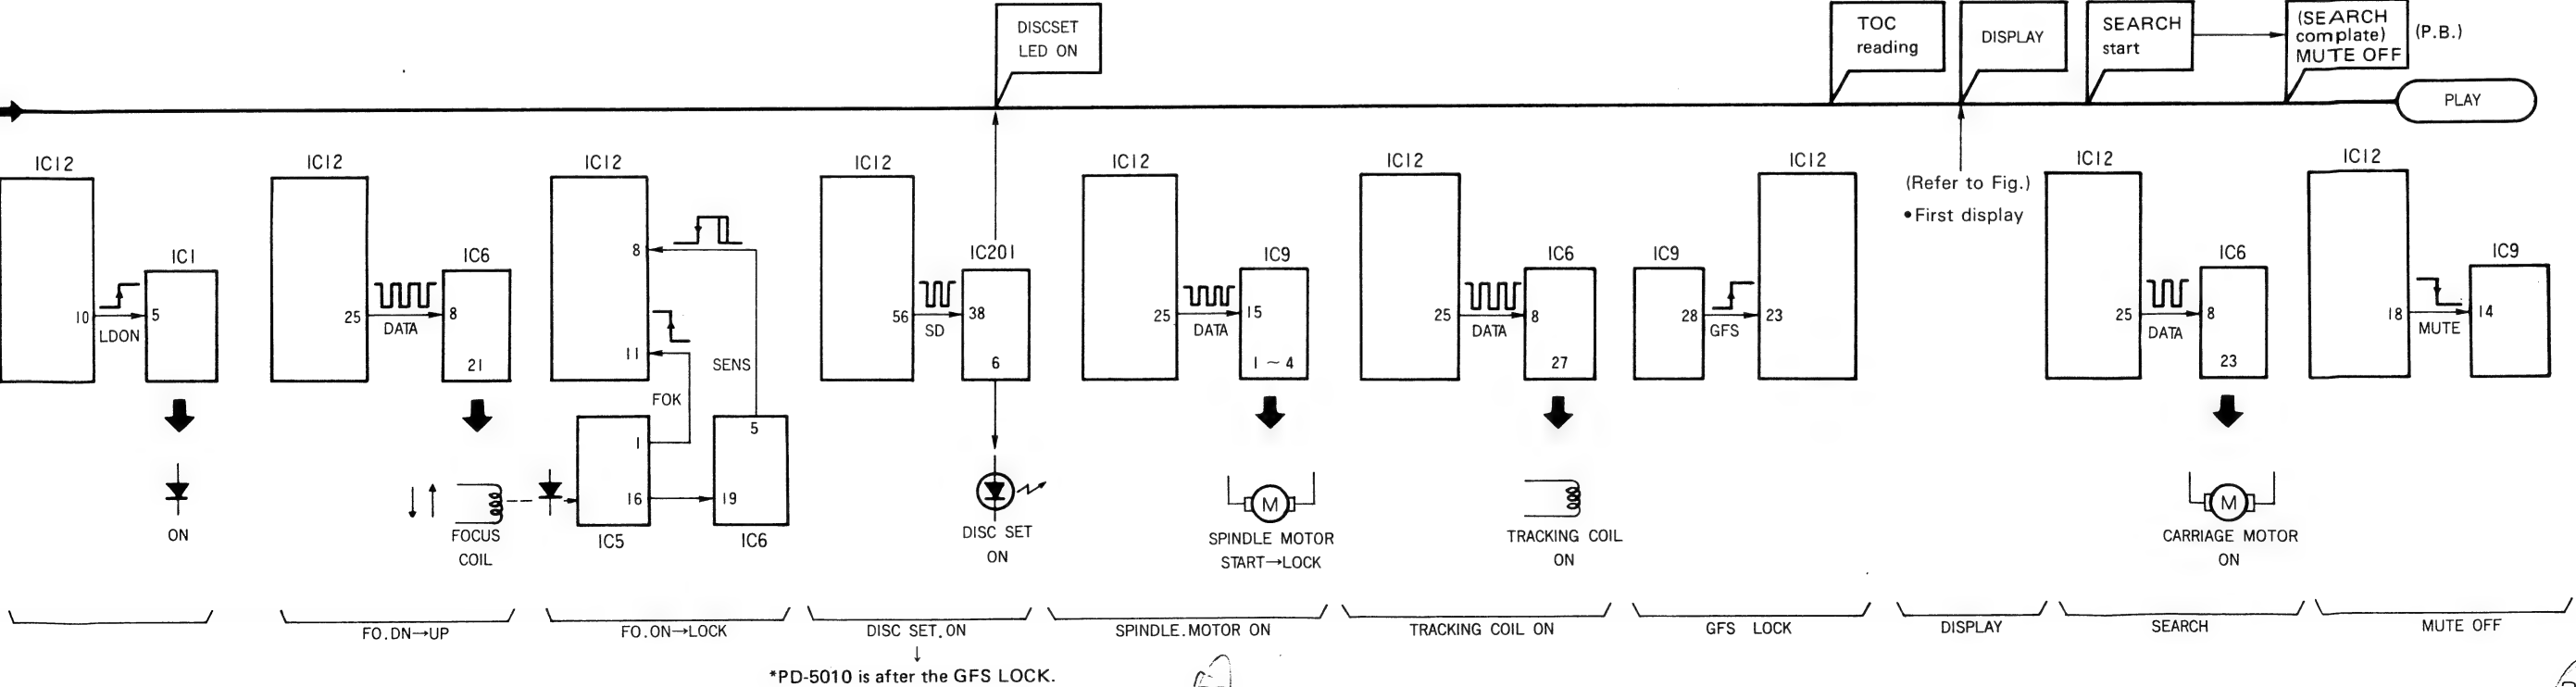 DISCSET
LED ON
TOC
reading
DISPLAY
SEARCH
start
(SEARCH
complate)
MUTE OFF
(P.B.)
PLAY
IC12
10
LDON
IC1
5
ON
IC12
25
DATA
IC6
8
21
FOCUS
COIL
FO.DN→UP
IC12
8
11
SENS
FOK
1
16
IC5
5
19
IC6
FO.ON→LOCK
IC12
56
SD
IC201
38
6
DISC SET
ON
DISC SET.ON
↓
*PD-5010 is after the GFS LOCK.
IC12
25
DATA
IC9
15
1 ~ 4
M
SPINDLE MOTOR
START→LOCK
SPINDLE.MOTOR ON
IC12
25
DATA
IC6
8
27
TRACKING COIL
ON
TRACKING COIL ON
IC9
28
GFS
IC12
23
GFS LOCK
(Refer to Fig.)
•First display
DISPLAY
IC12
25
DATA
IC6
8
23
M
CARRIAGE MOTOR
ON
SEARCH
IC12
18
MUTE
IC9
14
MUTE OFF